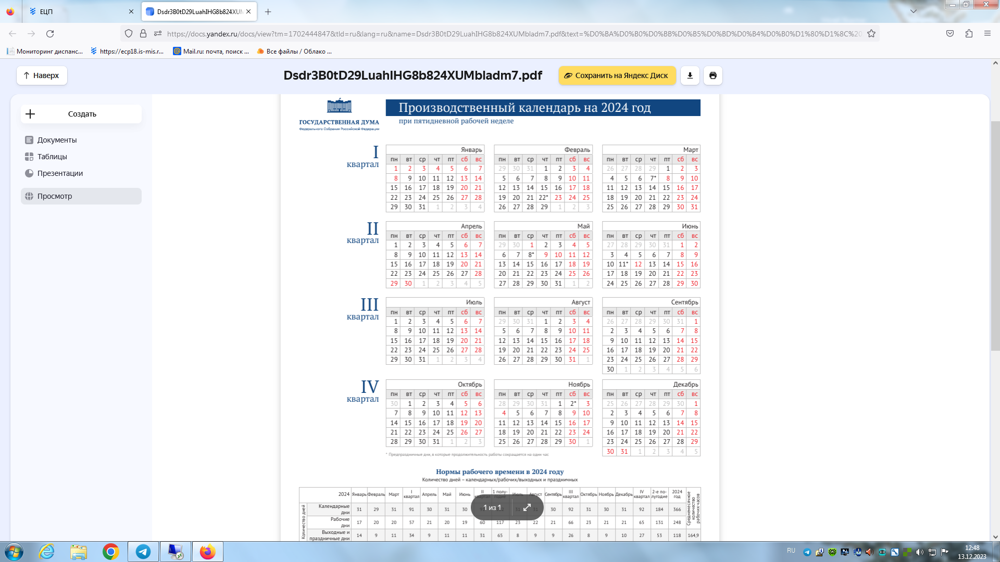 ЕЦП
Dsdr3B0tD29LuahIHG8b824XUM
https://docs.yandex.ru/docs/view?tm=1702444847&tld=ru&lang=ru&name=Dsdr3B0tD29LuahIHG8b824XUMbladm7.pdf&text=%D0%BA%D0%B0%D0%BB%D0%B5%D0%BD%D0%B4%D0%B0%D1%80%D1%8C%20
Мониторинг диспанс...
https://ecp18.is-mis.r...
Mail.ru: почта, поиск ...
Все файлы / Облако ...
Наверх
Dsdr3B0tD29LuahIHG8b824XUMbladm7.pdf
Сохранить на Яндекс Диск
Создать
Документы
Таблицы
Презентации
Просмотр
ГОСУДАРСТВЕННАЯ ДУМА
Федерального Собрания Российской Федерации
Производственный календарь на 2024 год
при пятидневной рабочей неделе
I
квартал
Январь
пн вт ср чт пт сб вс
1 2 3 4 5 6 7
8 9 10 11 12 13 14
15 16 17 18 19 20 21
22 23 24 25 26 27 28
29 30 31 1 2 3 4
Февраль
пн вт ср чт пт сб вс
29 30 31 1 2 3 4
5 6 7 8 9 10 11
12 13 14 15 16 17 18
19 20 21 22* 23 24 25
26 27 28 29 1 2 3
Март
пн вт ср чт пт сб вс
26 27 28 29 1 2 3
4 5 6 7* 8 9 10
11 12 13 14 15 16 17
18 19 20 21 22 23 24
25 26 27 28 29 30 31
II
квартал
Апрель
пн вт ср чт пт сб вс
1 2 3 4 5 6 7
8 9 10 11 12 13 14
15 16 17 18 19 20 21
22 23 24 25 26 27 28
29 30 1 2 3 4 5
Май
пн вт ср чт пт сб вс
29 30 1 2 3 4 5
6 7 8* 9 10 11 12
13 14 15 16 17 18 19
20 21 22 23 24 25 26
27 28 29 30 31 1 2
Июнь
пн вт ср чт пт сб вс
27 28 29 30 31 1 2
3 4 5 6 7 8 9
10 11* 12 13 14 15 16
17 18 19 20 21 22 23
24 25 26 27 28 29 30
III
квартал
Июль
пн вт ср чт пт сб вс
1 2 3 4 5 6 7
8 9 10 11 12 13 14
15 16 17 18 19 20 21
22 23 24 25 26 27 28
29 30 31 1 2 3 4
Август
пн вт ср чт пт сб вс
29 30 31 1 2 3 4
5 6 7 8 9 10 11
12 13 14 15 16 17 18
19 20 21 22 23 24 25
26 27 28 29 30 31 1
Сентябрь
пн вт ср чт пт сб вс
26 27 28 29 30 31 1
2 3 4 5 6 7 8
9 10 11 12 13 14 15
16 17 18 19 20 21 22
23 24 25 26 27 28 29
30 1 2 3 4 5 6
IV
квартал
Октябрь
пн вт ср чт пт сб вс
30 1 2 3 4 5 6
7 8 9 10 11 12 13
14 15 16 17 18 19 20
21 22 23 24 25 26 27
28 29 30 31 1 2 3
Ноябрь
пн вт ср чт пт сб вс
28 29 30 31 1 2* 3
4 5 6 7 8 9 10
11 12 13 14 15 16 17
18 19 20 21 22 23 24
25 26 27 28 29 30 1
Декабрь
пн вт ср чт пт сб вс
25 26 27 28 29 30 1
2 3 4 5 6 7 8
9 10 11 12 13 14 15
16 17 18 19 20 21 22
23 24 25 26 27 28 29
30 31 1 2 3 4 5
* Предпраздничные дни, в которые продолжительность работы сокращается на один час
Нормы рабочего времени в 2024 году
Количество дней – календарных/рабочих/выходных и праздничных
2024 Январь Февраль Март I квартал Апрель Май Июнь II квартал 1 полугодие Июль Август Сентябрь III квартал Октябрь Ноябрь Декабрь IV квартал 2-е полугодие 2024 год Среднемесячное количество рабочих часов
Количество дней
Календарные дни 31 29 31 91 30 31 30 30 92 31 30 31 92 184 366
Рабочие дни 17 20 20 57 21 20 19 60 117 23 22 21 66 23 21 21 65 131 248
Выходные и праздничные дни 14 9 11 34 9 11 11 31 65 8 9 9 26 8 9 10 27 53 118 164,9
1 из 1
RU
12:48
13.12.2023